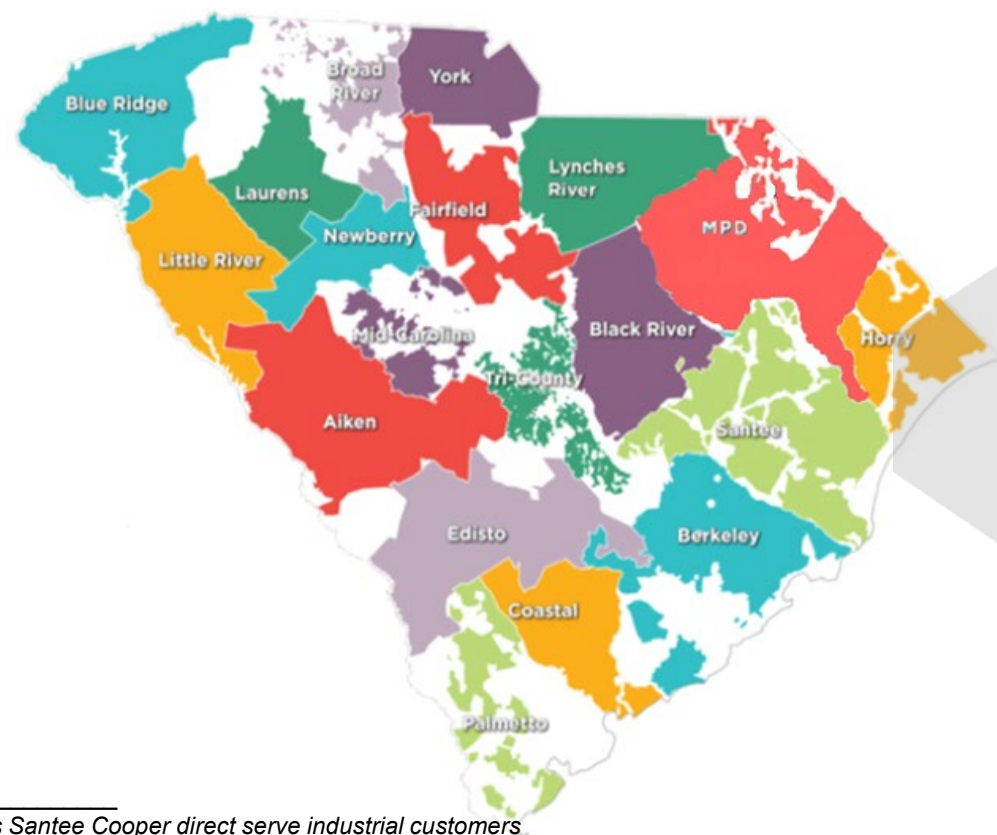 Broad
River
York
Blue Ridge
Lynches
River
Laurens
Fairfield
MPD
Newberry
Little River
Black River
Mid-Carolina
Horry
Tri-County
Aiken
Santee
Edisto
Berkeley
Coastal
Palmetto
s Santee Cooper direct serve industrial customers